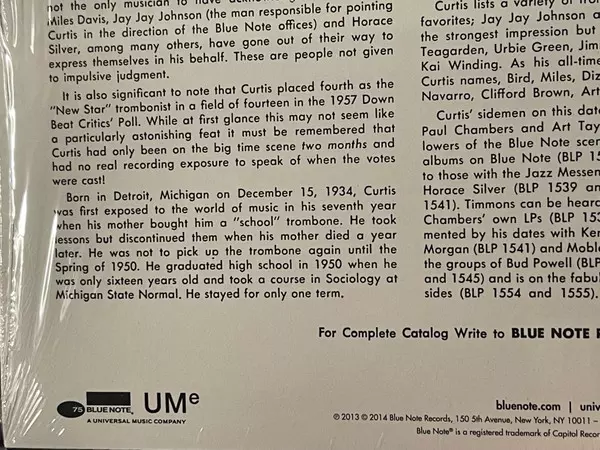 not the only musician to have
Miles Davis, Jay Jay Johnson (the man responsible for pointing
Curtis in the direction of the Blue Note offices) and Horace
Silver, among many others, have gone out of their way to
express themselves in his behalf. These are people not given
to impulsive judgment.
It is also significant to note that Curtis placed fourth as the
"New Star" trombonist in a field of fourteen in the 1957 Down
Beat Critics' Poll. While at first glance this may not seem like
a particularly astonishing feat it must be remembered that
Curtis had only been on the big time scene two months and
had no real recording exposure to speak of when the votes
were cast!
Born in Detroit, Michigan on December 15, 1934, Curtis
was first exposed to the world of music in his seventh year
when his mother bought him a "school" trombone. He took
lessons but discontinued them when his mother died a year
later. He was not to pick up the trombone again until the
Spring of 1950. He graduated high school in 1950 when he
was only sixteen years old and took a course in Sociology at
Michigan State Normal. He stayed for only one term.
Curtis lists a variety of
favorites; Jay Jay Johnson
the strongest impression but
Teagarden, Urbie Green, Jim
Kai Winding. As his all-time
Curtis names, Bird, Miles, Diz
Navarro, Clifford Brown, Art
Curtis' sidemen on this dat
Paul Chambers and Art Tay
lowers of the Blue Note scen
albums on Blue Note (BLP 15
to those with the Jazz Messen
Horace Silver (BLP 1539 an
1541). Timmons can be heard
Chambers' own LPs (BLP 153
mented by his dates with Ken
Morgan (BLP 1541) and Moble
the groups of Bud Powell (BLP
and 1545) and is on the fabul
sides (BLP 1554 and 1555).
For Complete Catalog Write to BLUE NOTE R
75 BLUE NOTE. UMe
A UNIVERSAL MUSIC COMPANY
bluenote.com | univ
℗ 2013 © 2014 Blue Note Records, 150 5th Avenue, New York, NY 10011 –
Blue Note® is a registered trademark of Capitol Recor